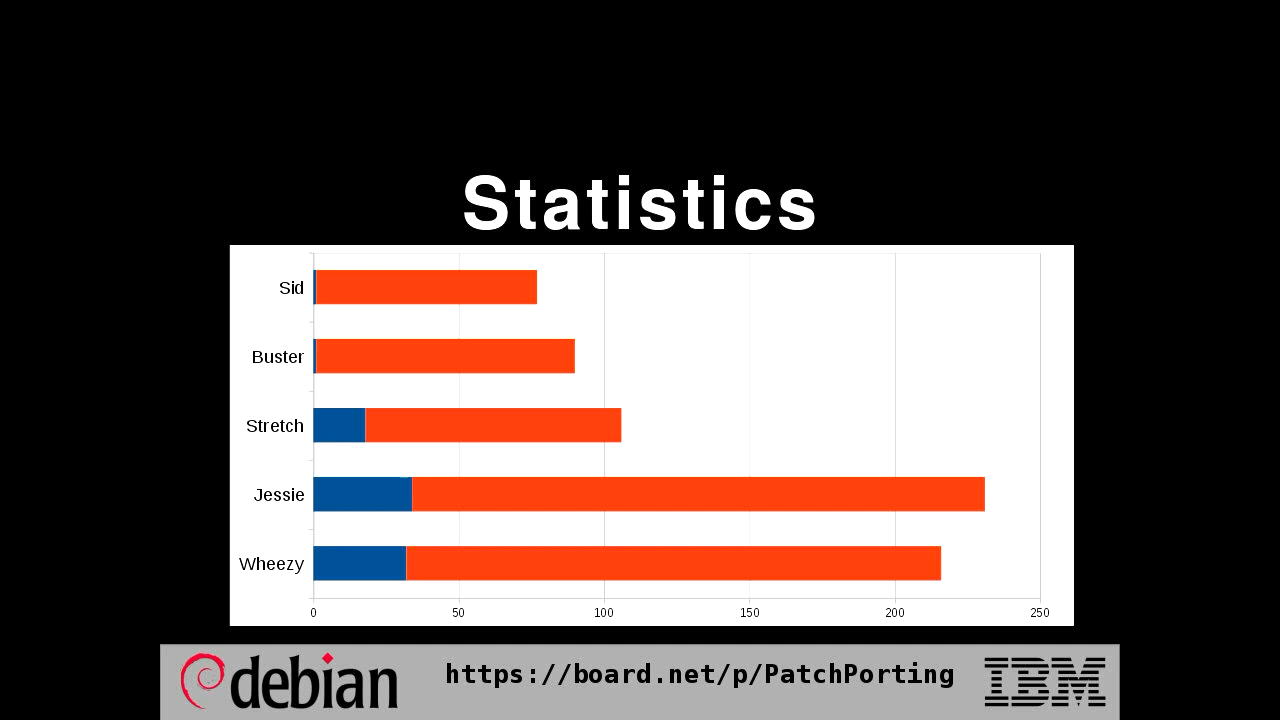 Statistics
Sid
Buster
Stretch
Jessie
Wheezy
0 50 100 150 200 250
debian https://board.net/p/PatchPorting IBM